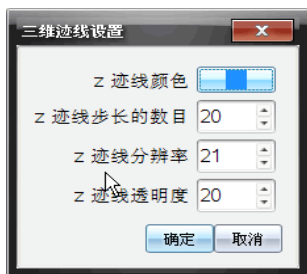 三维迹线设置
z 迹线颜色
z 迹线步长的数目 20
z 迹线分辨率 21
z 迹线透明度 20
确定 取消